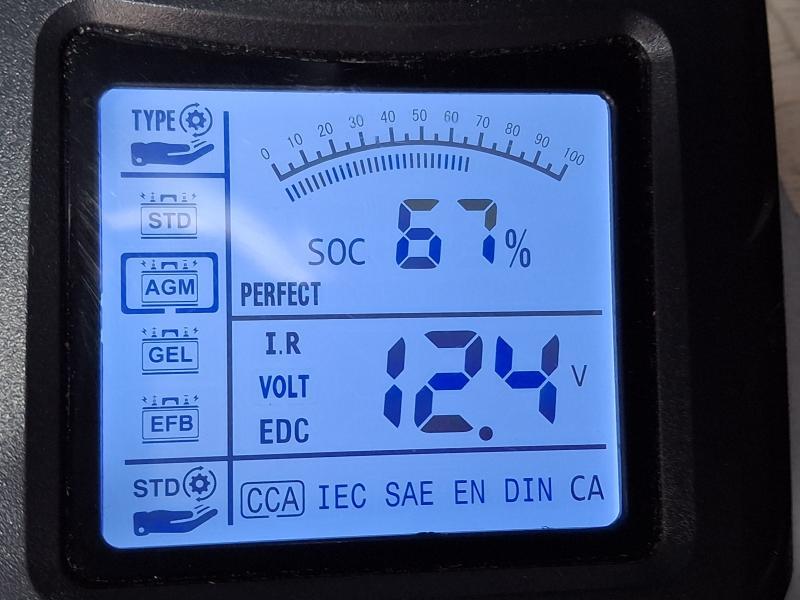 TYPE
0 10 20 30 40 50 60 70 80 90 100
STD
SOC 67%
AGM
PERFECT
GEL
I.R
VOLT 12.4 V
EFB
EDC
STD
CCA IEC SAE EN DIN CA